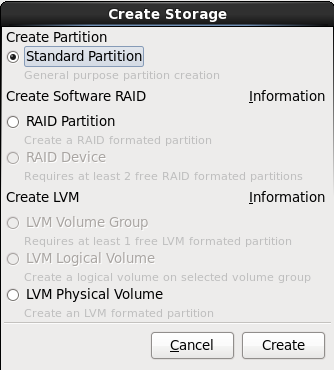 Create Storage
Create Partition
Standard Partition
General purpose partition creation
Create Software RAID Information
RAID Partition
Create a RAID formated partition
RAID Device
Requires at least 2 free RAID formated partitions
Create LVM Information
LVM Volume Group
Requires at least 1 free LVM formated partition
LVM Logical Volume
Create a logical volume on selected volume group
LVM Physical Volume
Create an LVM formated partition
Cancel Create